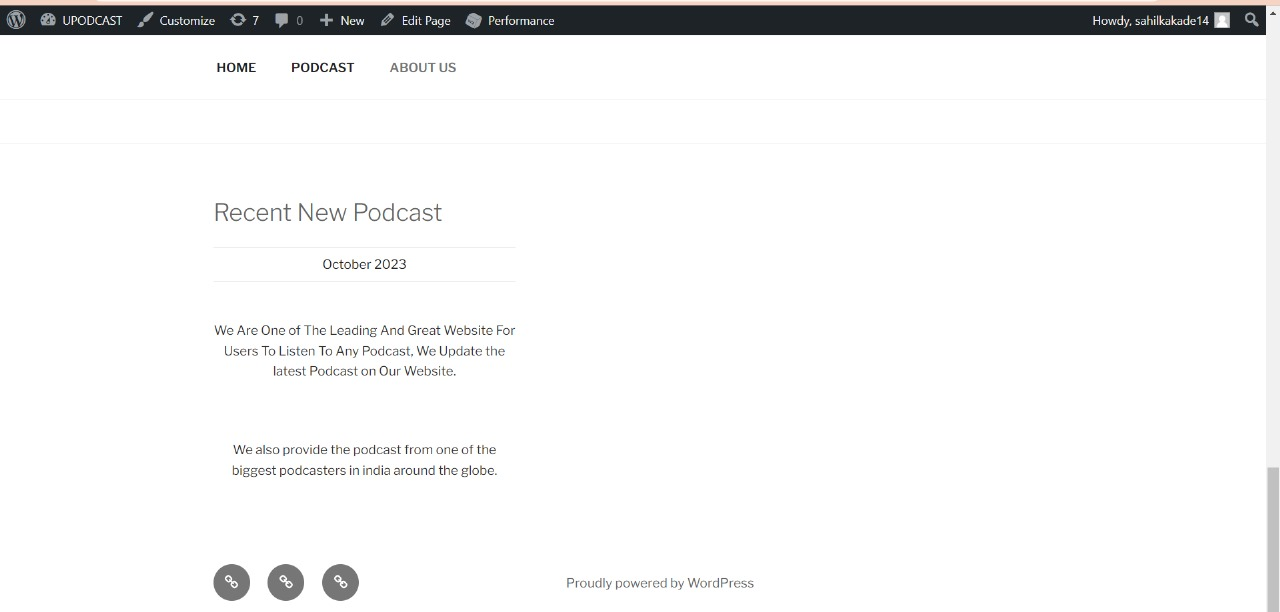 UPODCAST Customize 7 0 New Edit Page Performance Howdy, sahilkakade14
HOME PODCAST ABOUT US
Recent New Podcast
October 2023
We Are One of The Leading And Great Website For
Users To Listen To Any Podcast, We Update the
latest Podcast on Our Website.
We also provide the podcast from one of the
biggest podcasters in india around the globe.
Proudly powered by WordPress